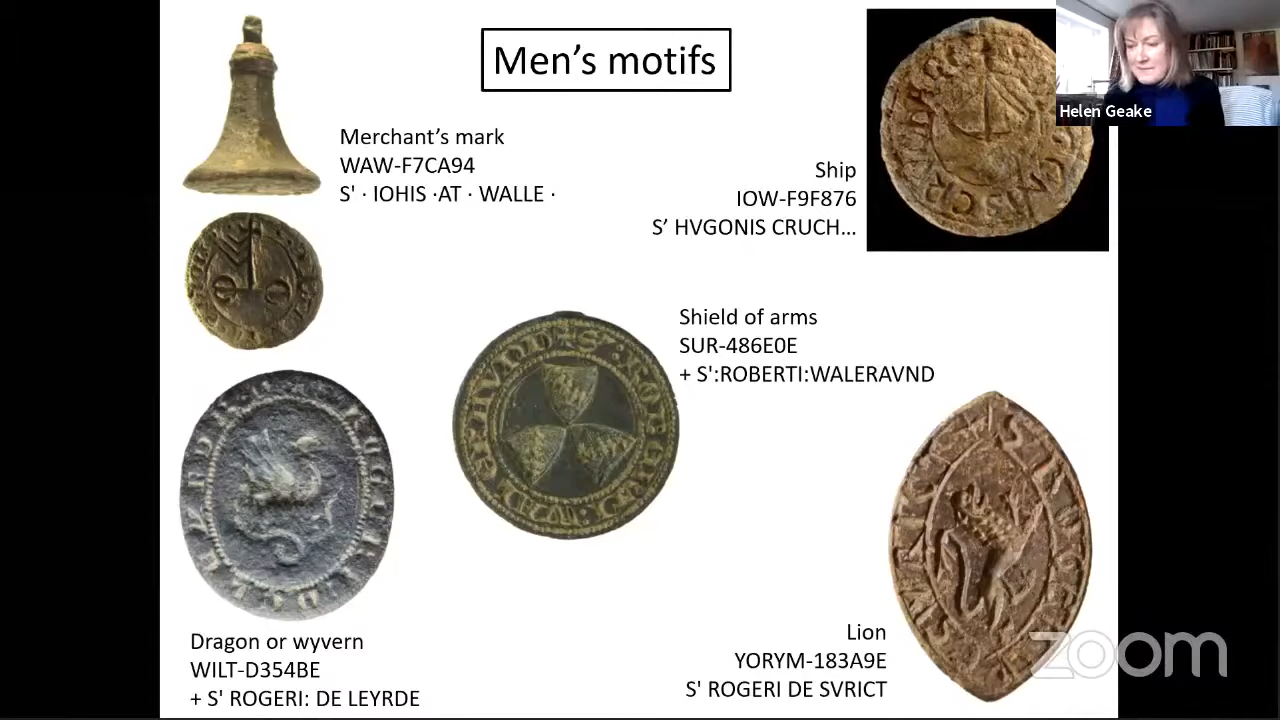 Men's motifs
Helen Geake
Merchant's mark
WAW-F7CA94
S' · IOHIS ·AT · WALLE ·
Ship
IOW-F9F876
S' HVGONIS CRUCH...
Shield of arms
SUR-486E0E
+ S':ROBERTI:WALERAVND
Dragon or wyvern
WILT-D354BE
+ S' ROGERI: DE LEYRDE
Lion
YORYM-183A9E
S' ROGERI DE SVRICT
zoom